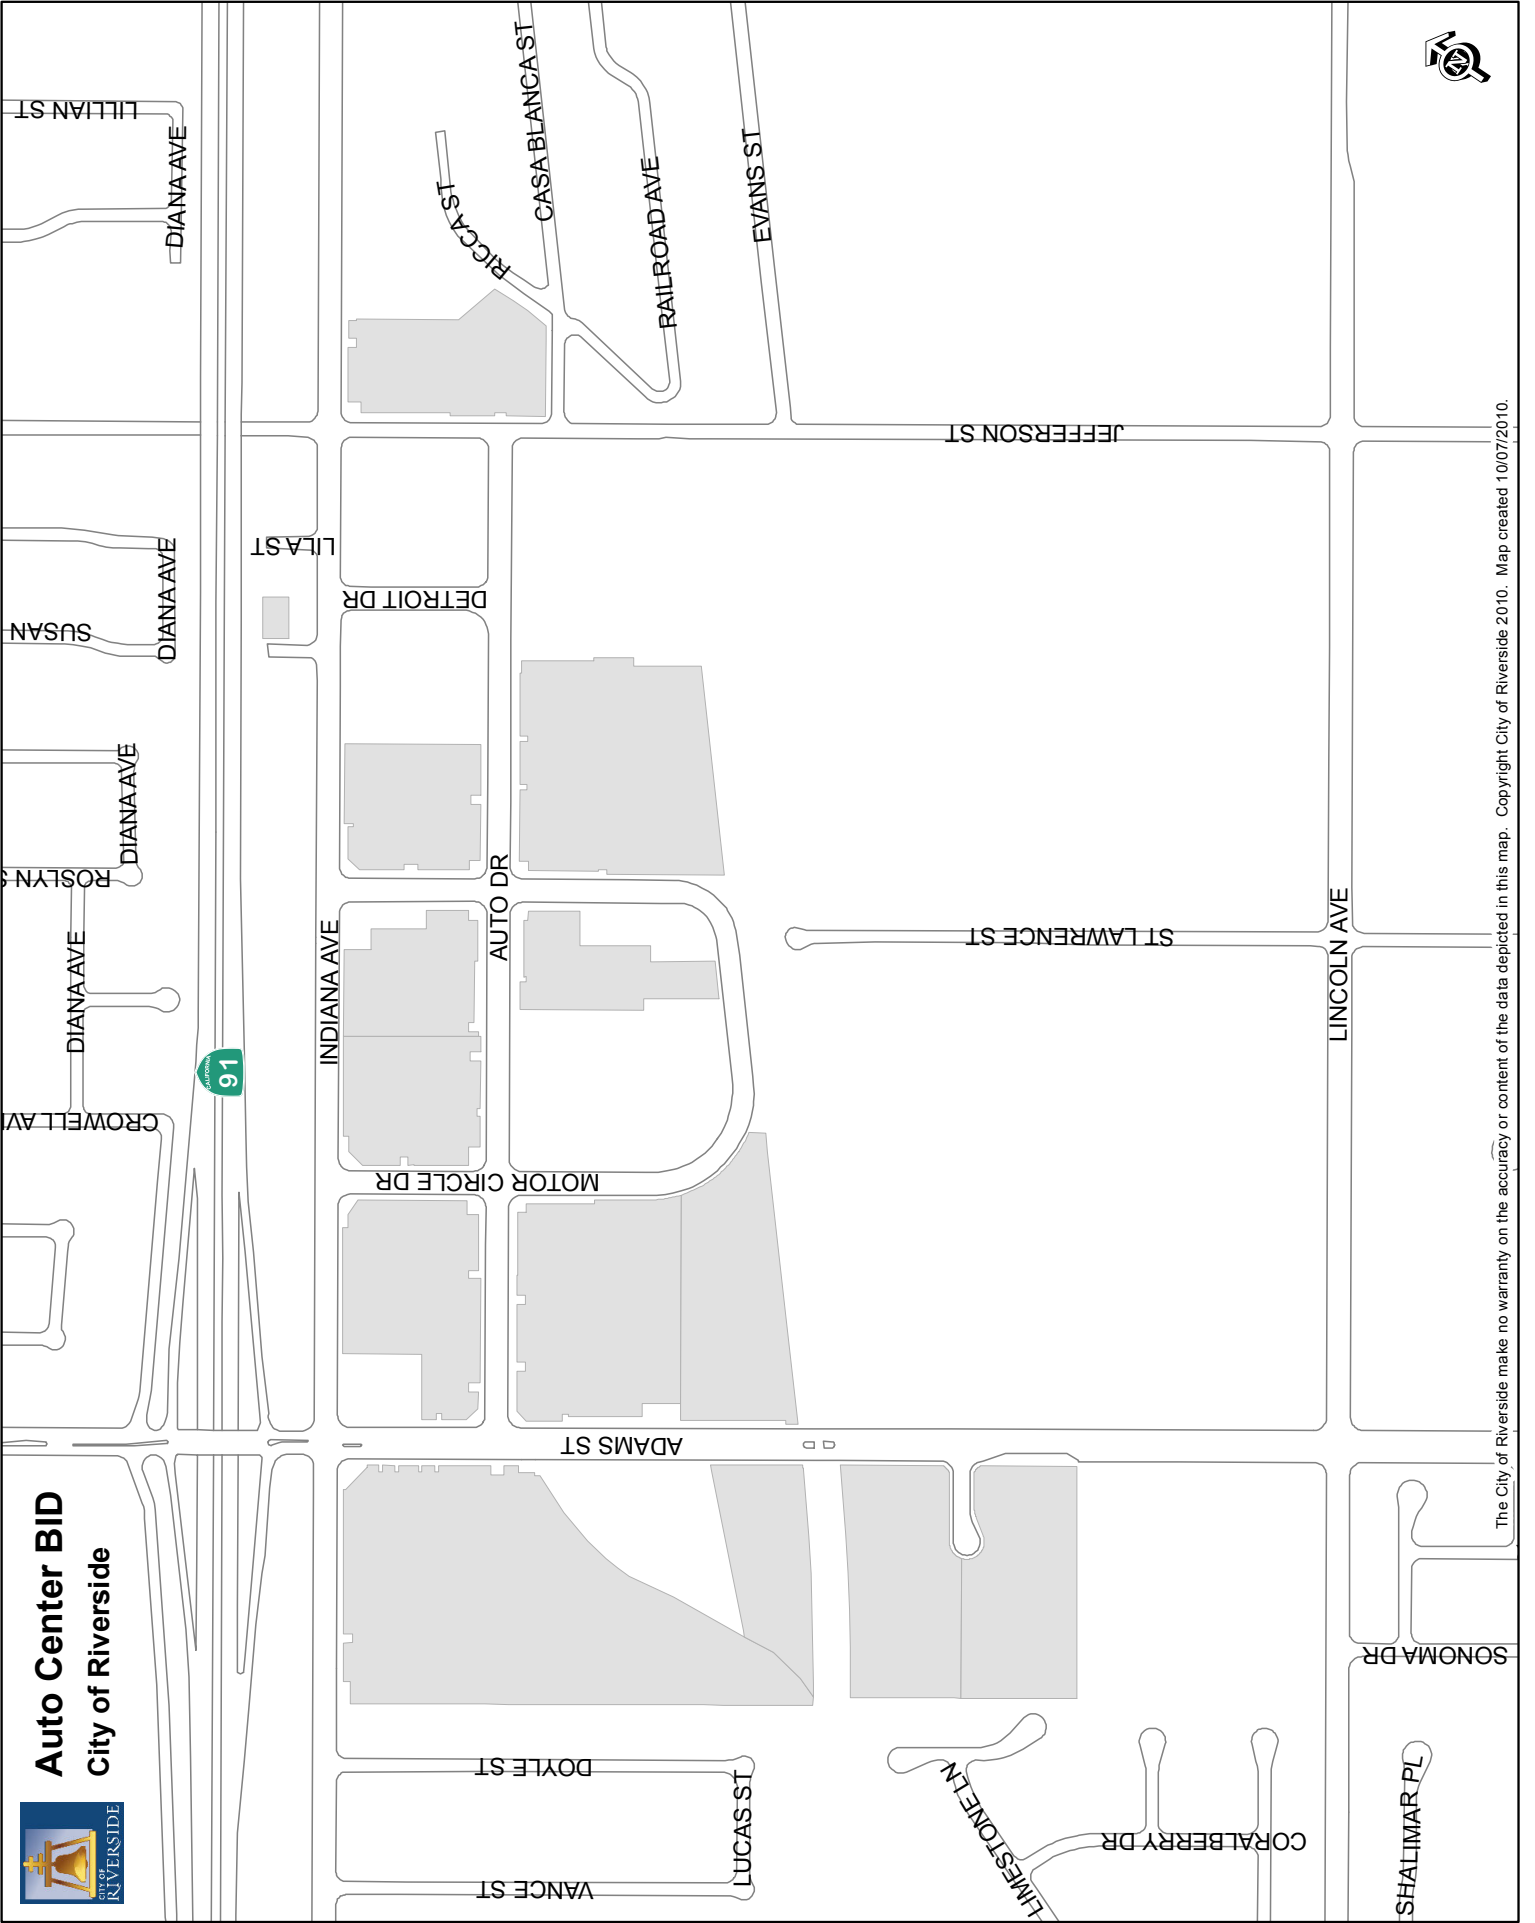 Auto Center BID
City of Riverside
CITY OF
RIVERSIDE
LILLIAN ST
DIANA AVE
SUSAN
DIANA AVE
DIANA AVE
ROSLYN S
DIANA AVE
CROWELL AVE
CALIFORNIA
91
LILA ST
INDIANA AVE
DETROIT DR
AUTO DR
MOTOR CIRCLE DR
RICCA ST
CASA BLANCA ST
RAILROAD AVE
EVANS ST
JEFFERSON ST
ST LAWRENCE ST
LINCOLN AVE
ADAMS ST
DOYLE ST
LUCAS ST
VANCE ST
LIMESTONE LN
CORALBERRY DR
SONOMA DR
SHALIMAR PL
N
The City of Riverside make no warranty on the accuracy or content of the data depicted in this map. Copyright City of Riverside 2010. Map created 10/07/2010.